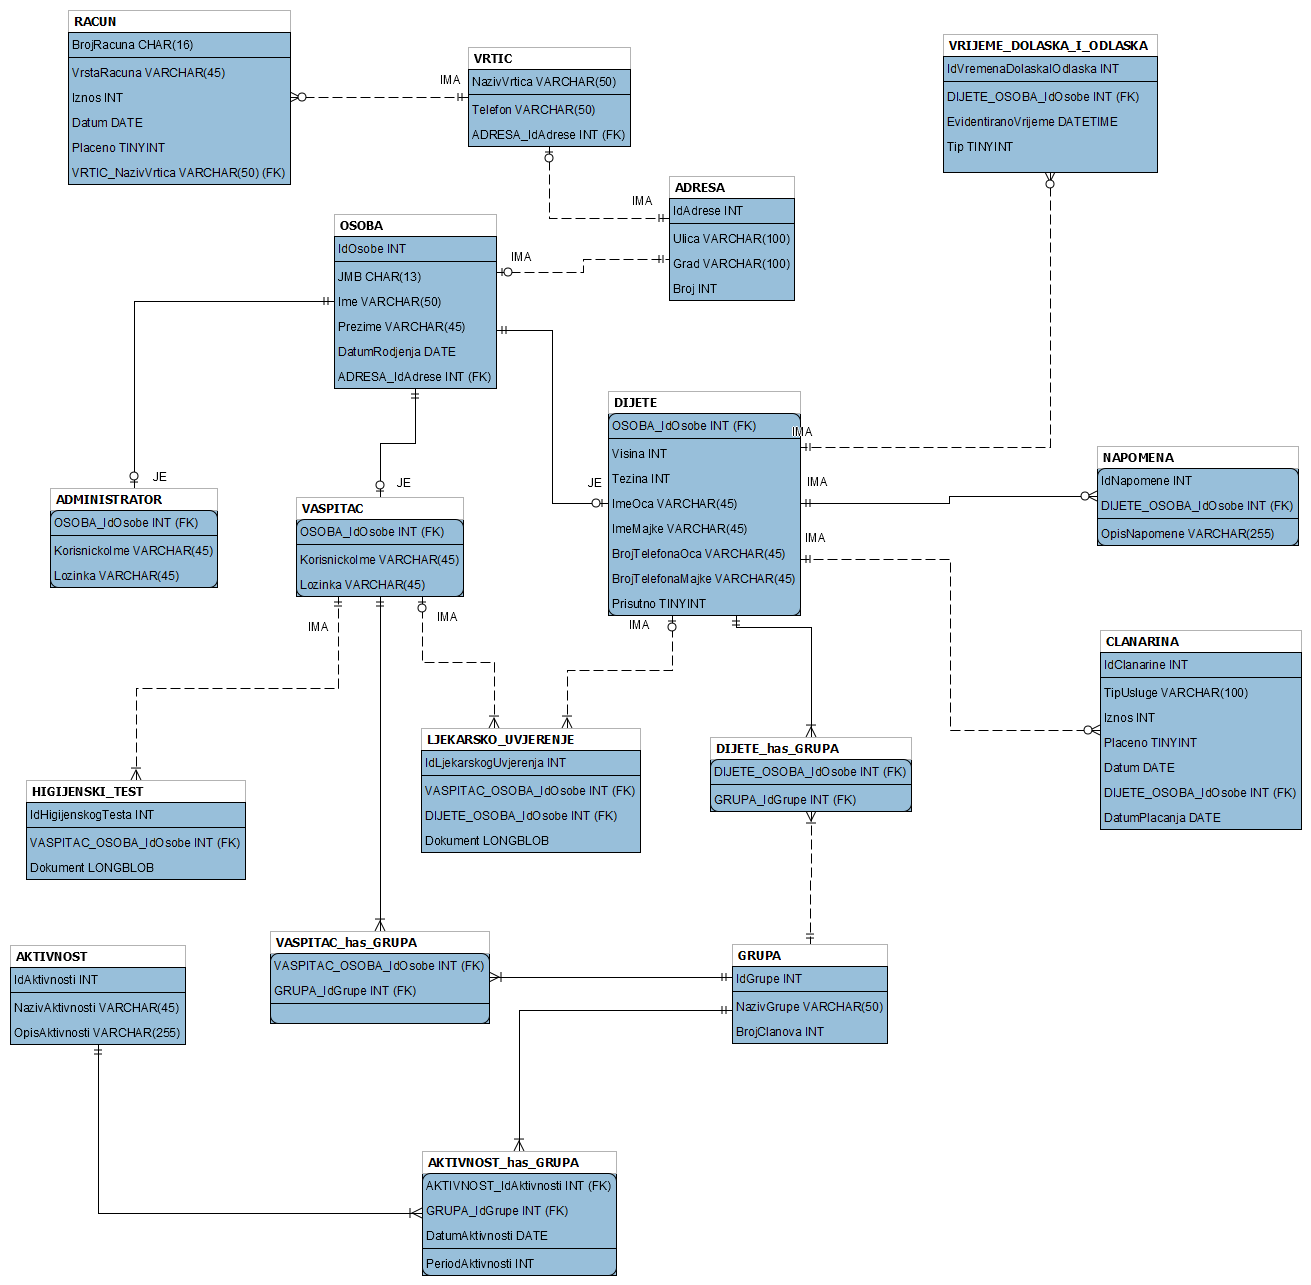 RACUN
BrojRacuna CHAR(16)
VrstaRacuna VARCHAR(45)
Iznos INT
Datum DATE
Placeno TINYINT
VRTIC_NazivVrtica VARCHAR(50) (FK)
IMA
VRTIC
NazivVrtica VARCHAR(50)
Telefon VARCHAR(50)
ADRESA_IdAdrese INT (FK)
VRIJEME_DOLASKA_I_ODLASKA
IdVremenaDolaskaIOdlaska INT
DIJETE_OSOBA_IdOsobe INT (FK)
EvidentiranoVrijeme DATETIME
Tip TINYINT
IMA
ADRESA
IdAdrese INT
Ulica VARCHAR(100)
Grad VARCHAR(100)
Broj INT
OSOBA
IdOsobe INT
JMB CHAR(13)
Ime VARCHAR(50)
Prezime VARCHAR(45)
DatumRodjenja DATE
ADRESA_IdAdrese INT (FK)
IMA
DIJETE
OSOBA_IdOsobe INT (FK)
Visina INT
Tezina INT
ImeOca VARCHAR(45)
ImeMajke VARCHAR(45)
BrojTelefonaOca VARCHAR(45)
BrojTelefonaMajke VARCHAR(45)
Prisutno TINYINT
IMA
IMA
IMA
JE
JE
JE
NAPOMENA
IdNapomene INT
DIJETE_OSOBA_IdOsobe INT (FK)
OpisNapomene VARCHAR(255)
ADMINISTRATOR
OSOBA_IdOsobe INT (FK)
KorisnickoIme VARCHAR(45)
Lozinka VARCHAR(45)
VASPITAC
OSOBA_IdOsobe INT (FK)
KorisnickoIme VARCHAR(45)
Lozinka VARCHAR(45)
IMA
IMA
IMA
CLANARINA
IdClanarine INT
TipUsluge VARCHAR(100)
Iznos INT
Placeno TINYINT
Datum DATE
DIJETE_OSOBA_IdOsobe INT (FK)
DatumPlacanja DATE
LJEKARSKO_UVJERENJE
IdLjekarskogUvjerenja INT
VASPITAC_OSOBA_IdOsobe INT (FK)
DIJETE_OSOBA_IdOsobe INT (FK)
Dokument LONGBLOB
DIJETE_has_GRUPA
DIJETE_OSOBA_IdOsobe INT (FK)
GRUPA_IdGrupe INT (FK)
HIGIJENSKI_TEST
IdHigijenskogTesta INT
VASPITAC_OSOBA_IdOsobe INT (FK)
Dokument LONGBLOB
VASPITAC_has_GRUPA
VASPITAC_OSOBA_IdOsobe INT (FK)
GRUPA_IdGrupe INT (FK)
GRUPA
IdGrupe INT
NazivGrupe VARCHAR(50)
BrojClanova INT
AKTIVNOST
IdAktivnosti INT
NazivAktivnosti VARCHAR(45)
OpisAktivnosti VARCHAR(255)
AKTIVNOST_has_GRUPA
AKTIVNOST_IdAktivnosti INT (FK)
GRUPA_IdGrupe INT (FK)
DatumAktivnosti DATE
PeriodAktivnosti INT